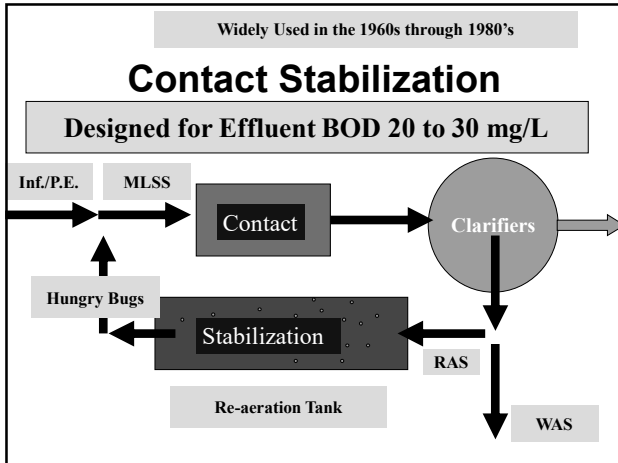 Widely Used in the 1960s through 1980's
Contact Stabilization
Designed for Effluent BOD 20 to 30 mg/L
Inf./P.E.
MLSS
Contact
Clarifiers
Hungry Bugs
Stabilization
RAS
Re-aeration Tank
WAS